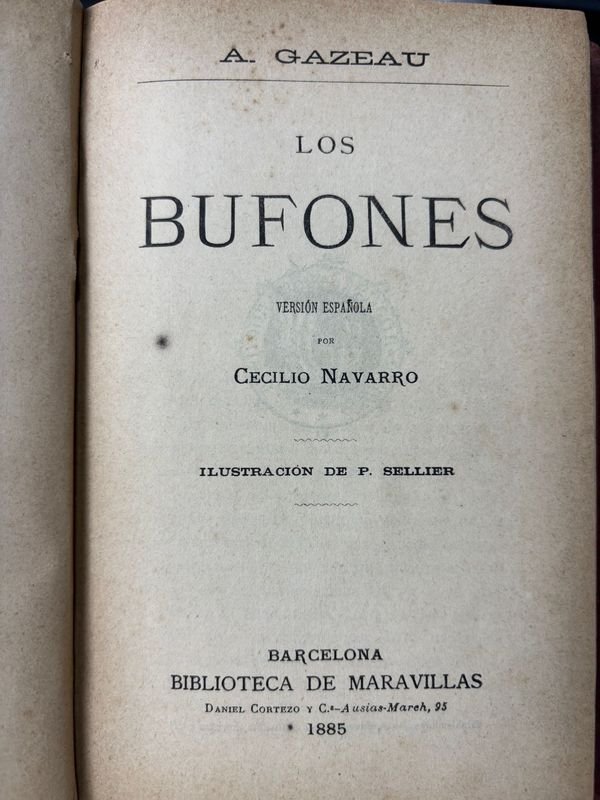 A. GAZEAU
LOS
BUFONES
VERSIÓN ESPAÑOLA
POR
CECILIO NAVARRO
ILUSTRACIÓN DE P. SELLIER
BARCELONA
BIBLIOTECA DE MARAVILLAS
DANIEL CORTEZO Y C.ª—Ausias-March, 95
1885